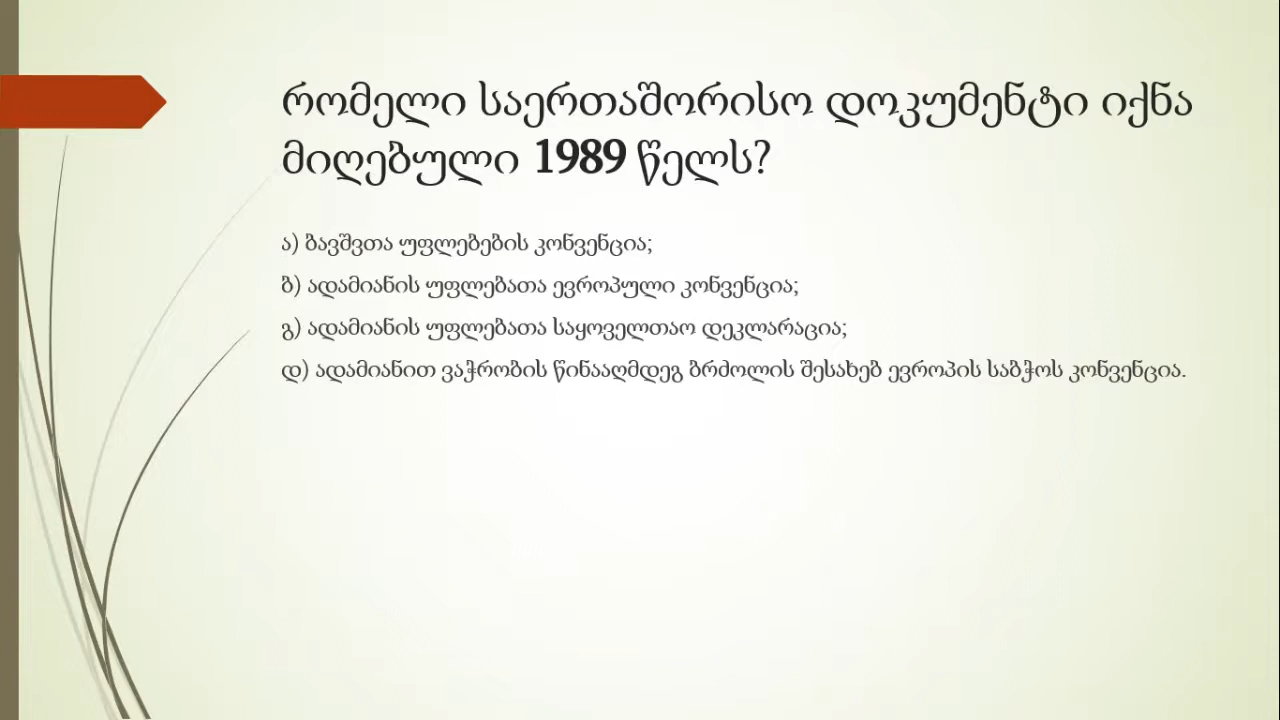 რომელი საერთაშორისო დოკუმენტი იქნა
მიღებული 1989 წელს?
ა) ბავშვთა უფლებების კონვენცია;
ბ) ადამიანის უფლებათა ევროპული კონვენცია;
გ) ადამიანის უფლებათა საყოველთაო დეკლარაცია;
დ) ადამიანით ვაჭრობის წინააღმდეგ ბრძოლის შესახებ ევროპის საბჭოს კონვენცია.